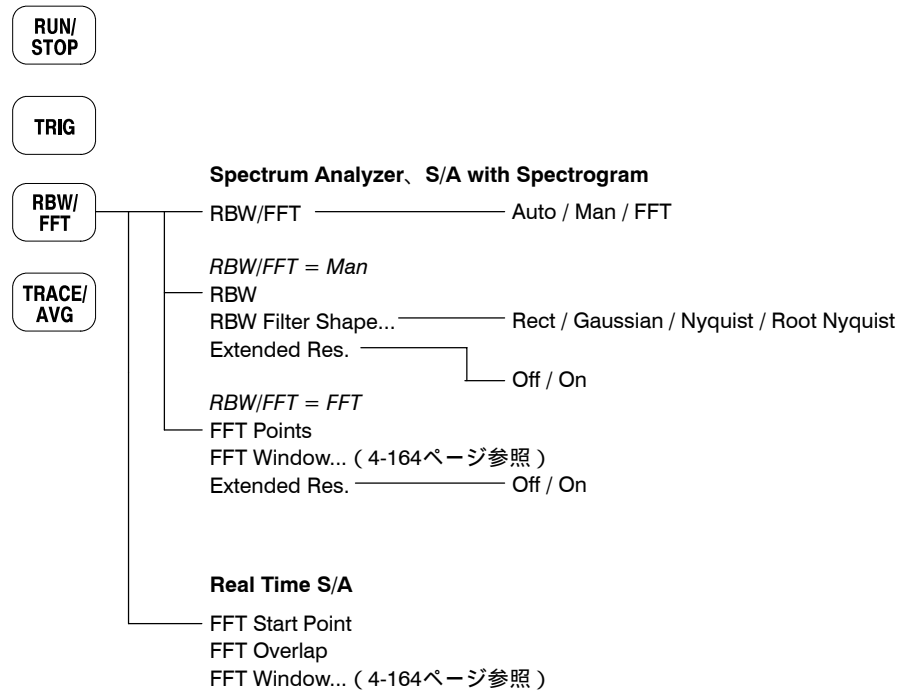 RUN/
STOP
TRIG
RBW/
FFT
TRACE/
AVG
Spectrum Analyzer、S/A with Spectrogram
RBW/FFT Auto / Man / FFT
RBW/FFT = Man
RBW
RBW Filter Shape... Rect / Gaussian / Nyquist / Root Nyquist
Extended Res.
Off / On
RBW/FFT = FFT
FFT Points
FFT Window... ( 4-164ページ参照 )
Extended Res. Off / On
Real Time S/A
FFT Start Point
FFT Overlap
FFT Window... ( 4-164ページ参照 )